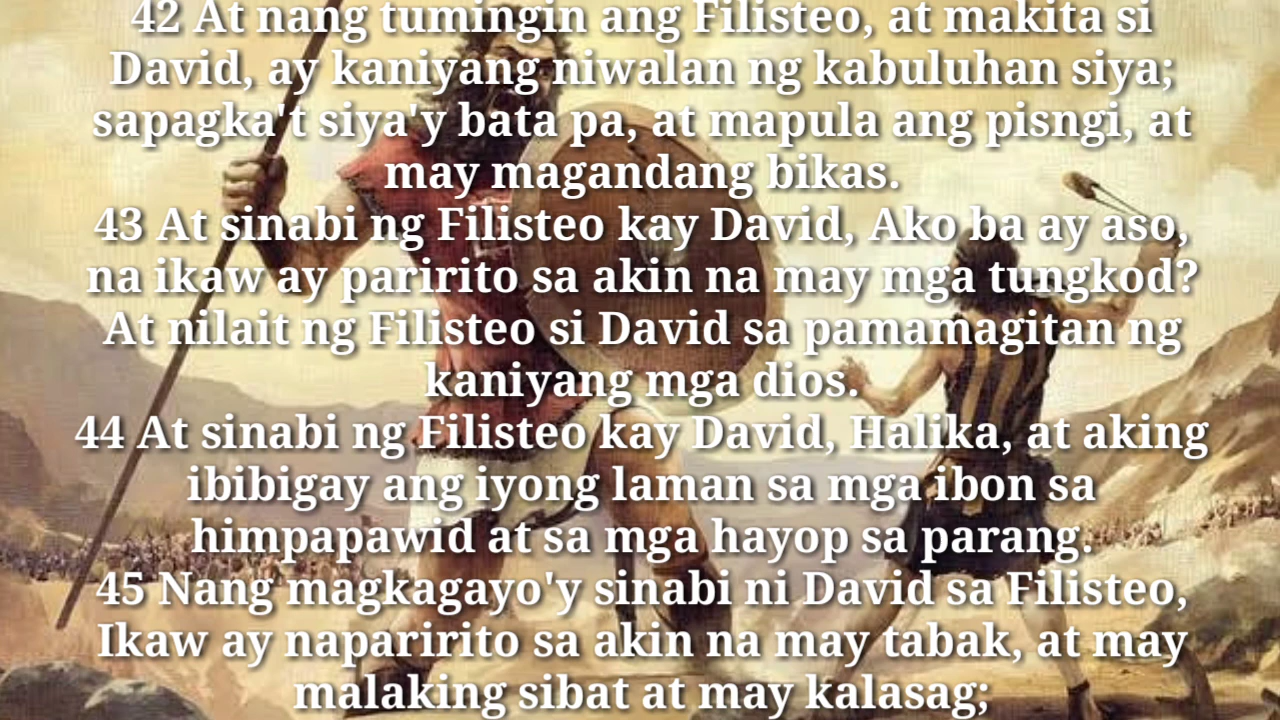 42 At nang tumingin ang Filisteo, at makita si
David, ay kaniyang niwalan ng kabuluhan siya;
sapagka't siya'y bata pa, at mapula ang pisngi, at
may magandang bikas.
43 At sinabi ng Filisteo kay David, Ako ba ay aso,
na ikaw ay paririto sa akin na may mga tungkod?
At nilait ng Filisteo si David sa pamamagitan ng
kaniyang mga dios.
44 At sinabi ng Filisteo kay David, Halika, at aking
ibibigay ang iyong laman sa mga ibon sa
himpapawid at sa mga hayop sa parang.
45 Nang magkagayo'y sinabi ni David sa Filisteo,
Ikaw ay naparirito sa akin na may tabak, at may
malaking sibat at may kalasag;